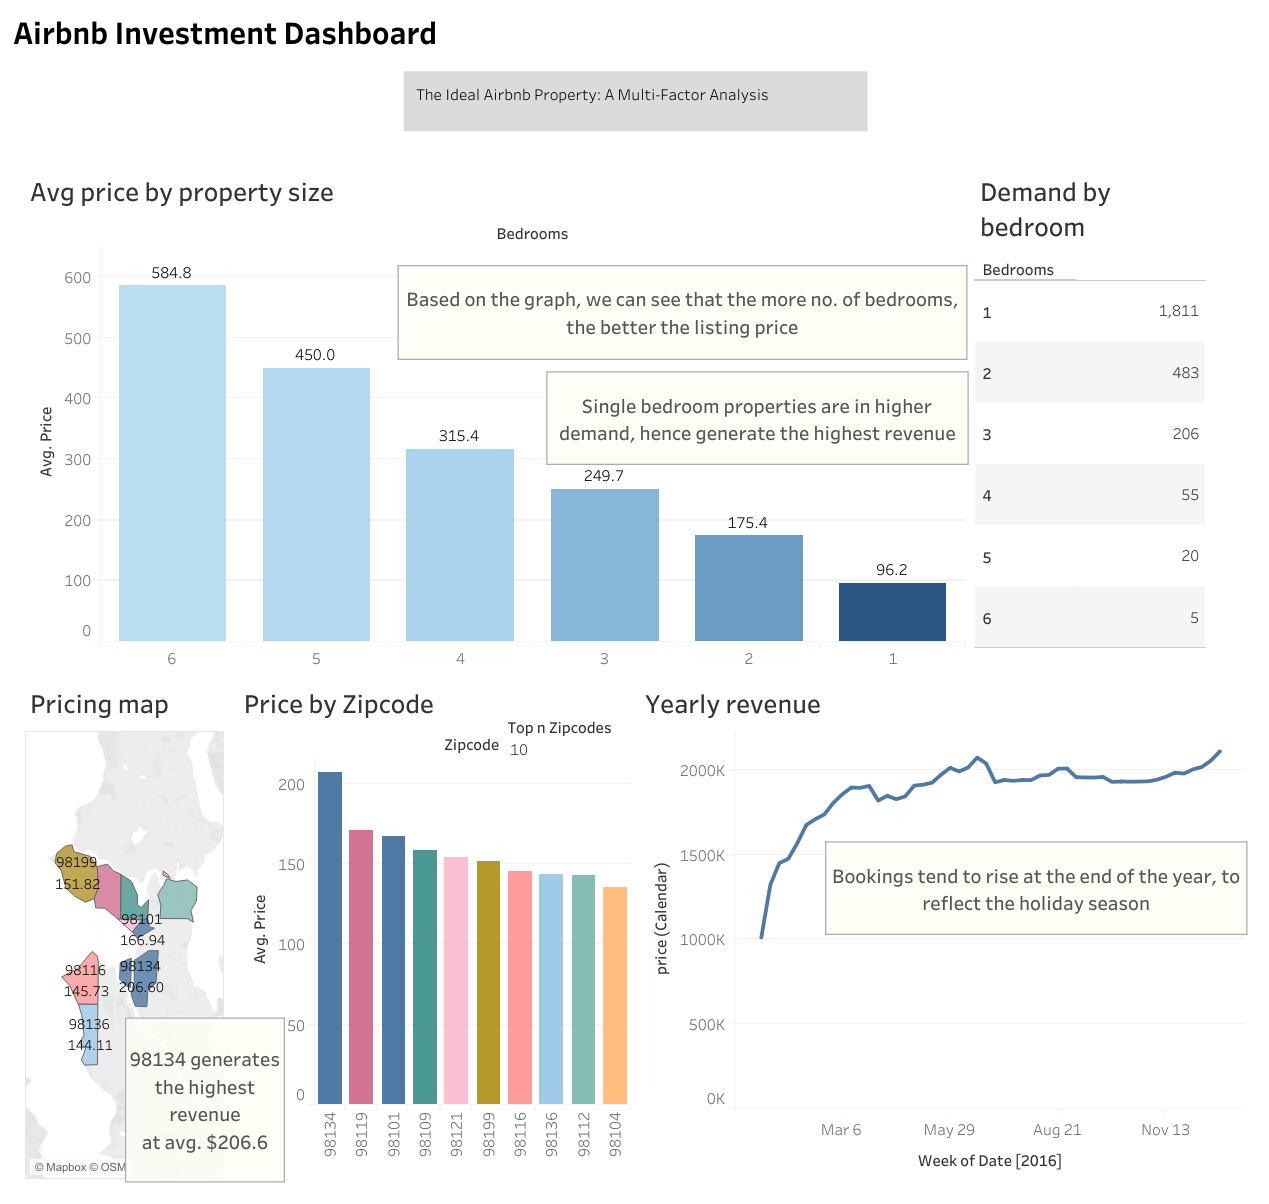 Airbnb Investment Dashboard
The Ideal Airbnb Property: A Multi-Factor Analysis
Avg price by property size
Bedrooms
Avg. Price
600
500
400
300
200
100
0
584.8
450.0
315.4
249.7
175.4
96.2
6
5
4
3
2
1
Based on the graph, we can see that the more no. of bedrooms,
the better the listing price
Single bedroom properties are in higher
demand, hence generate the highest revenue
Demand by
bedroom
Bedrooms
1 1,811
2 483
3 206
4 55
5 20
6 5
Pricing map
98199
151.82
98101
166.94
98116
145.73
98134
206.60
98136
144.11
© Mapbox © OSM
98134 generates
the highest
revenue
at avg. $206.6
Price by Zipcode
Top n Zipcodes
10
Zipcode
Avg. Price
200
150
100
50
0
98134
98119
98101
98109
98121
98199
98116
98136
98112
98104
Yearly revenue
price (Calendar)
2000K
1500K
1000K
500K
0K
Bookings tend to rise at the end of the year, to
reflect the holiday season
Mar 6
May 29
Aug 21
Nov 13
Week of Date [2016]